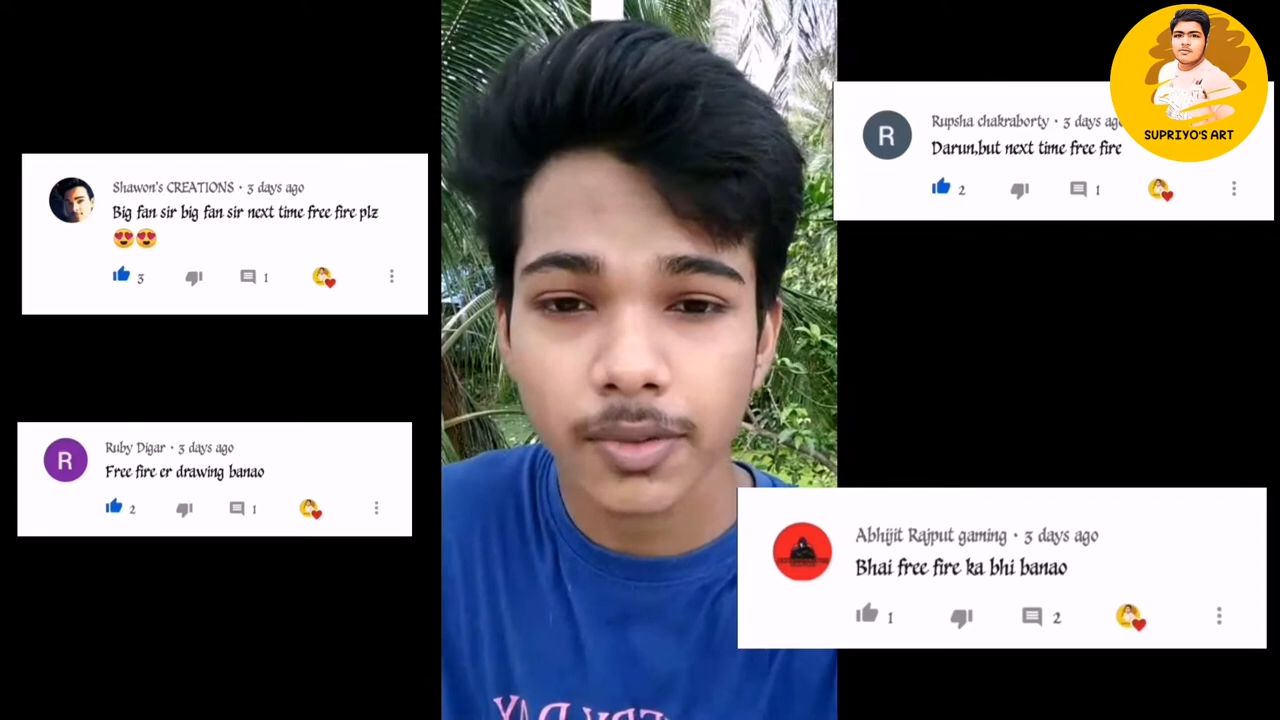 Shawon's CREATIONS • 3 days ago
Big fan sir big fan sir next time free fire plz
😍😍
3
1
Rupsha chakraborty • 3 days ago
Darun,but next time free fire
2
1
SUPRIYO'S ART
Ruby Digar • 3 days ago
Free fire er drawing banao
2
1
Abhijit Rajput gaming • 3 days ago
Bhai free fire ka bhi banao
1
2